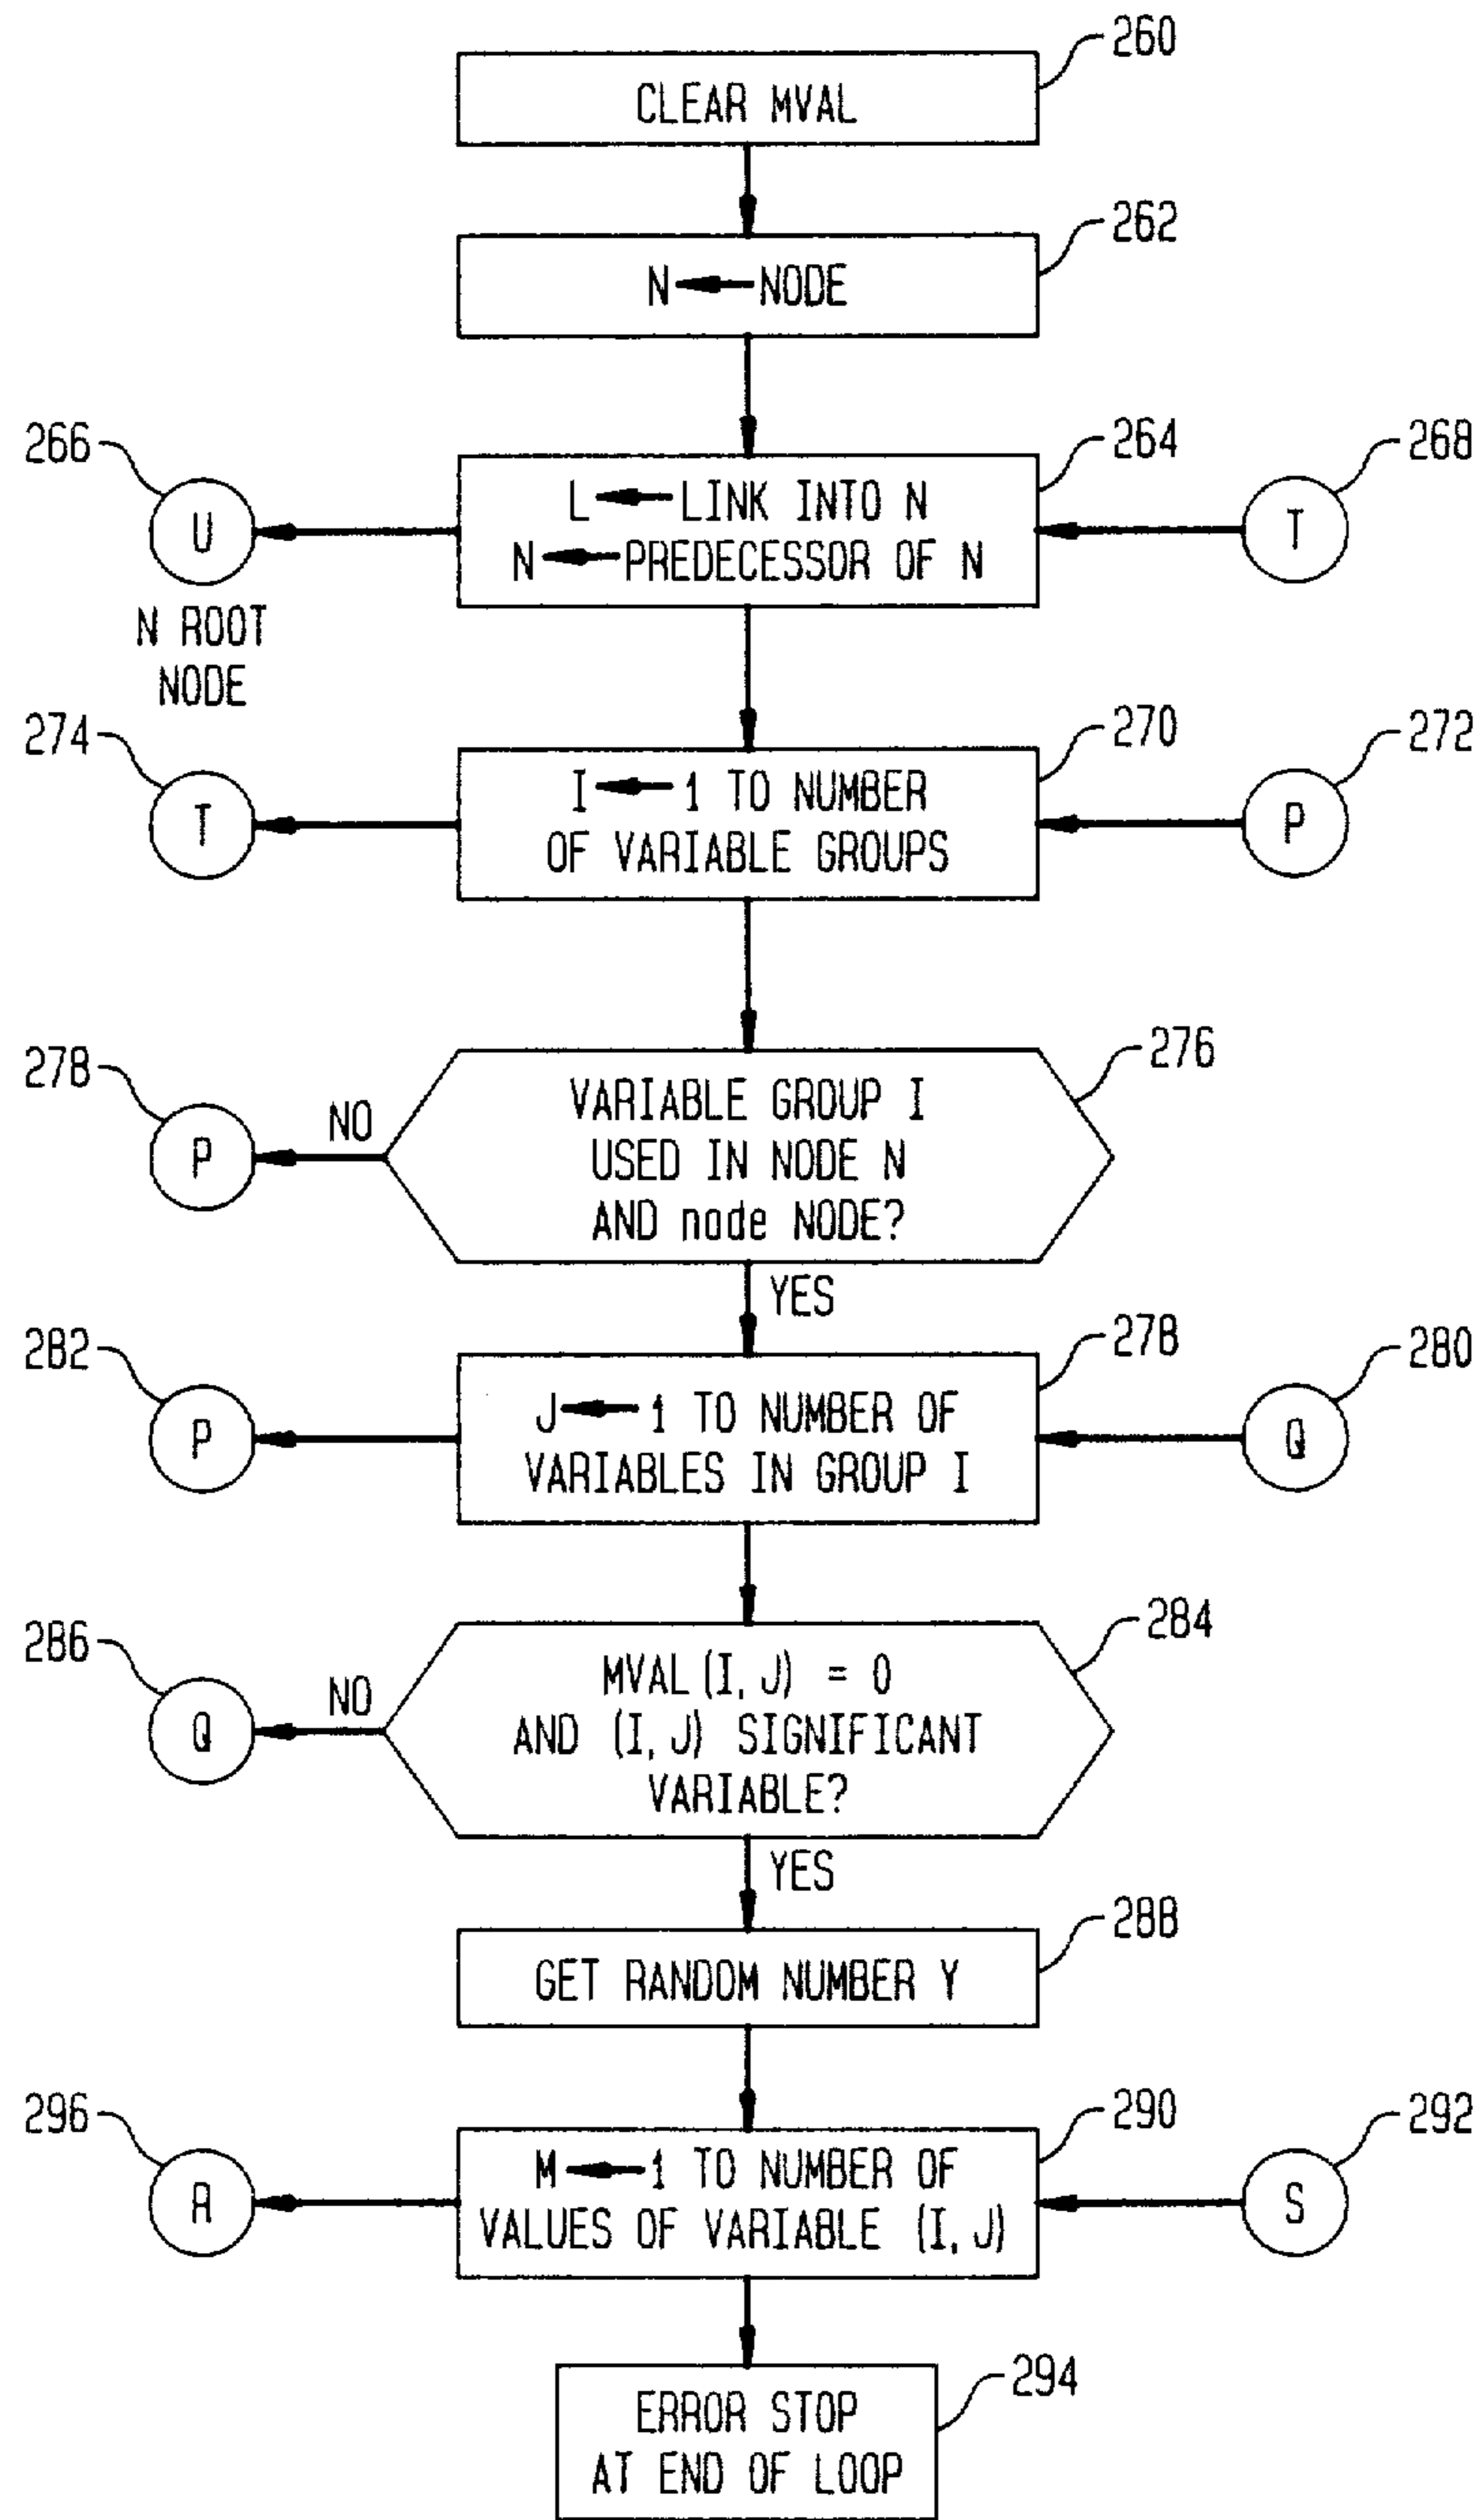 260
CLEAR MVAL
262
N←NODE
266
264
268
U
L←LINK INTO N
N←PREDECESSOR OF N
T
N ROOT
NODE
274
270
272
T
I←1 TO NUMBER
OF VARIABLE GROUPS
P
278
276
P
NO
VARIABLE GROUP I
USED IN NODE N
AND node NODE?
YES
282
278
280
P
J←1 TO NUMBER OF
VARIABLES IN GROUP I
Q
286
284
Q
NO
MVAL(I,J) = 0
AND (I,J) SIGNIFICANT
VARIABLE?
YES
288
GET RANDOM NUMBER Y
296
290
292
R
M←1 TO NUMBER OF
VALUES OF VARIABLE (I,J)
S
294
ERROR STOP
AT END OF LOOP